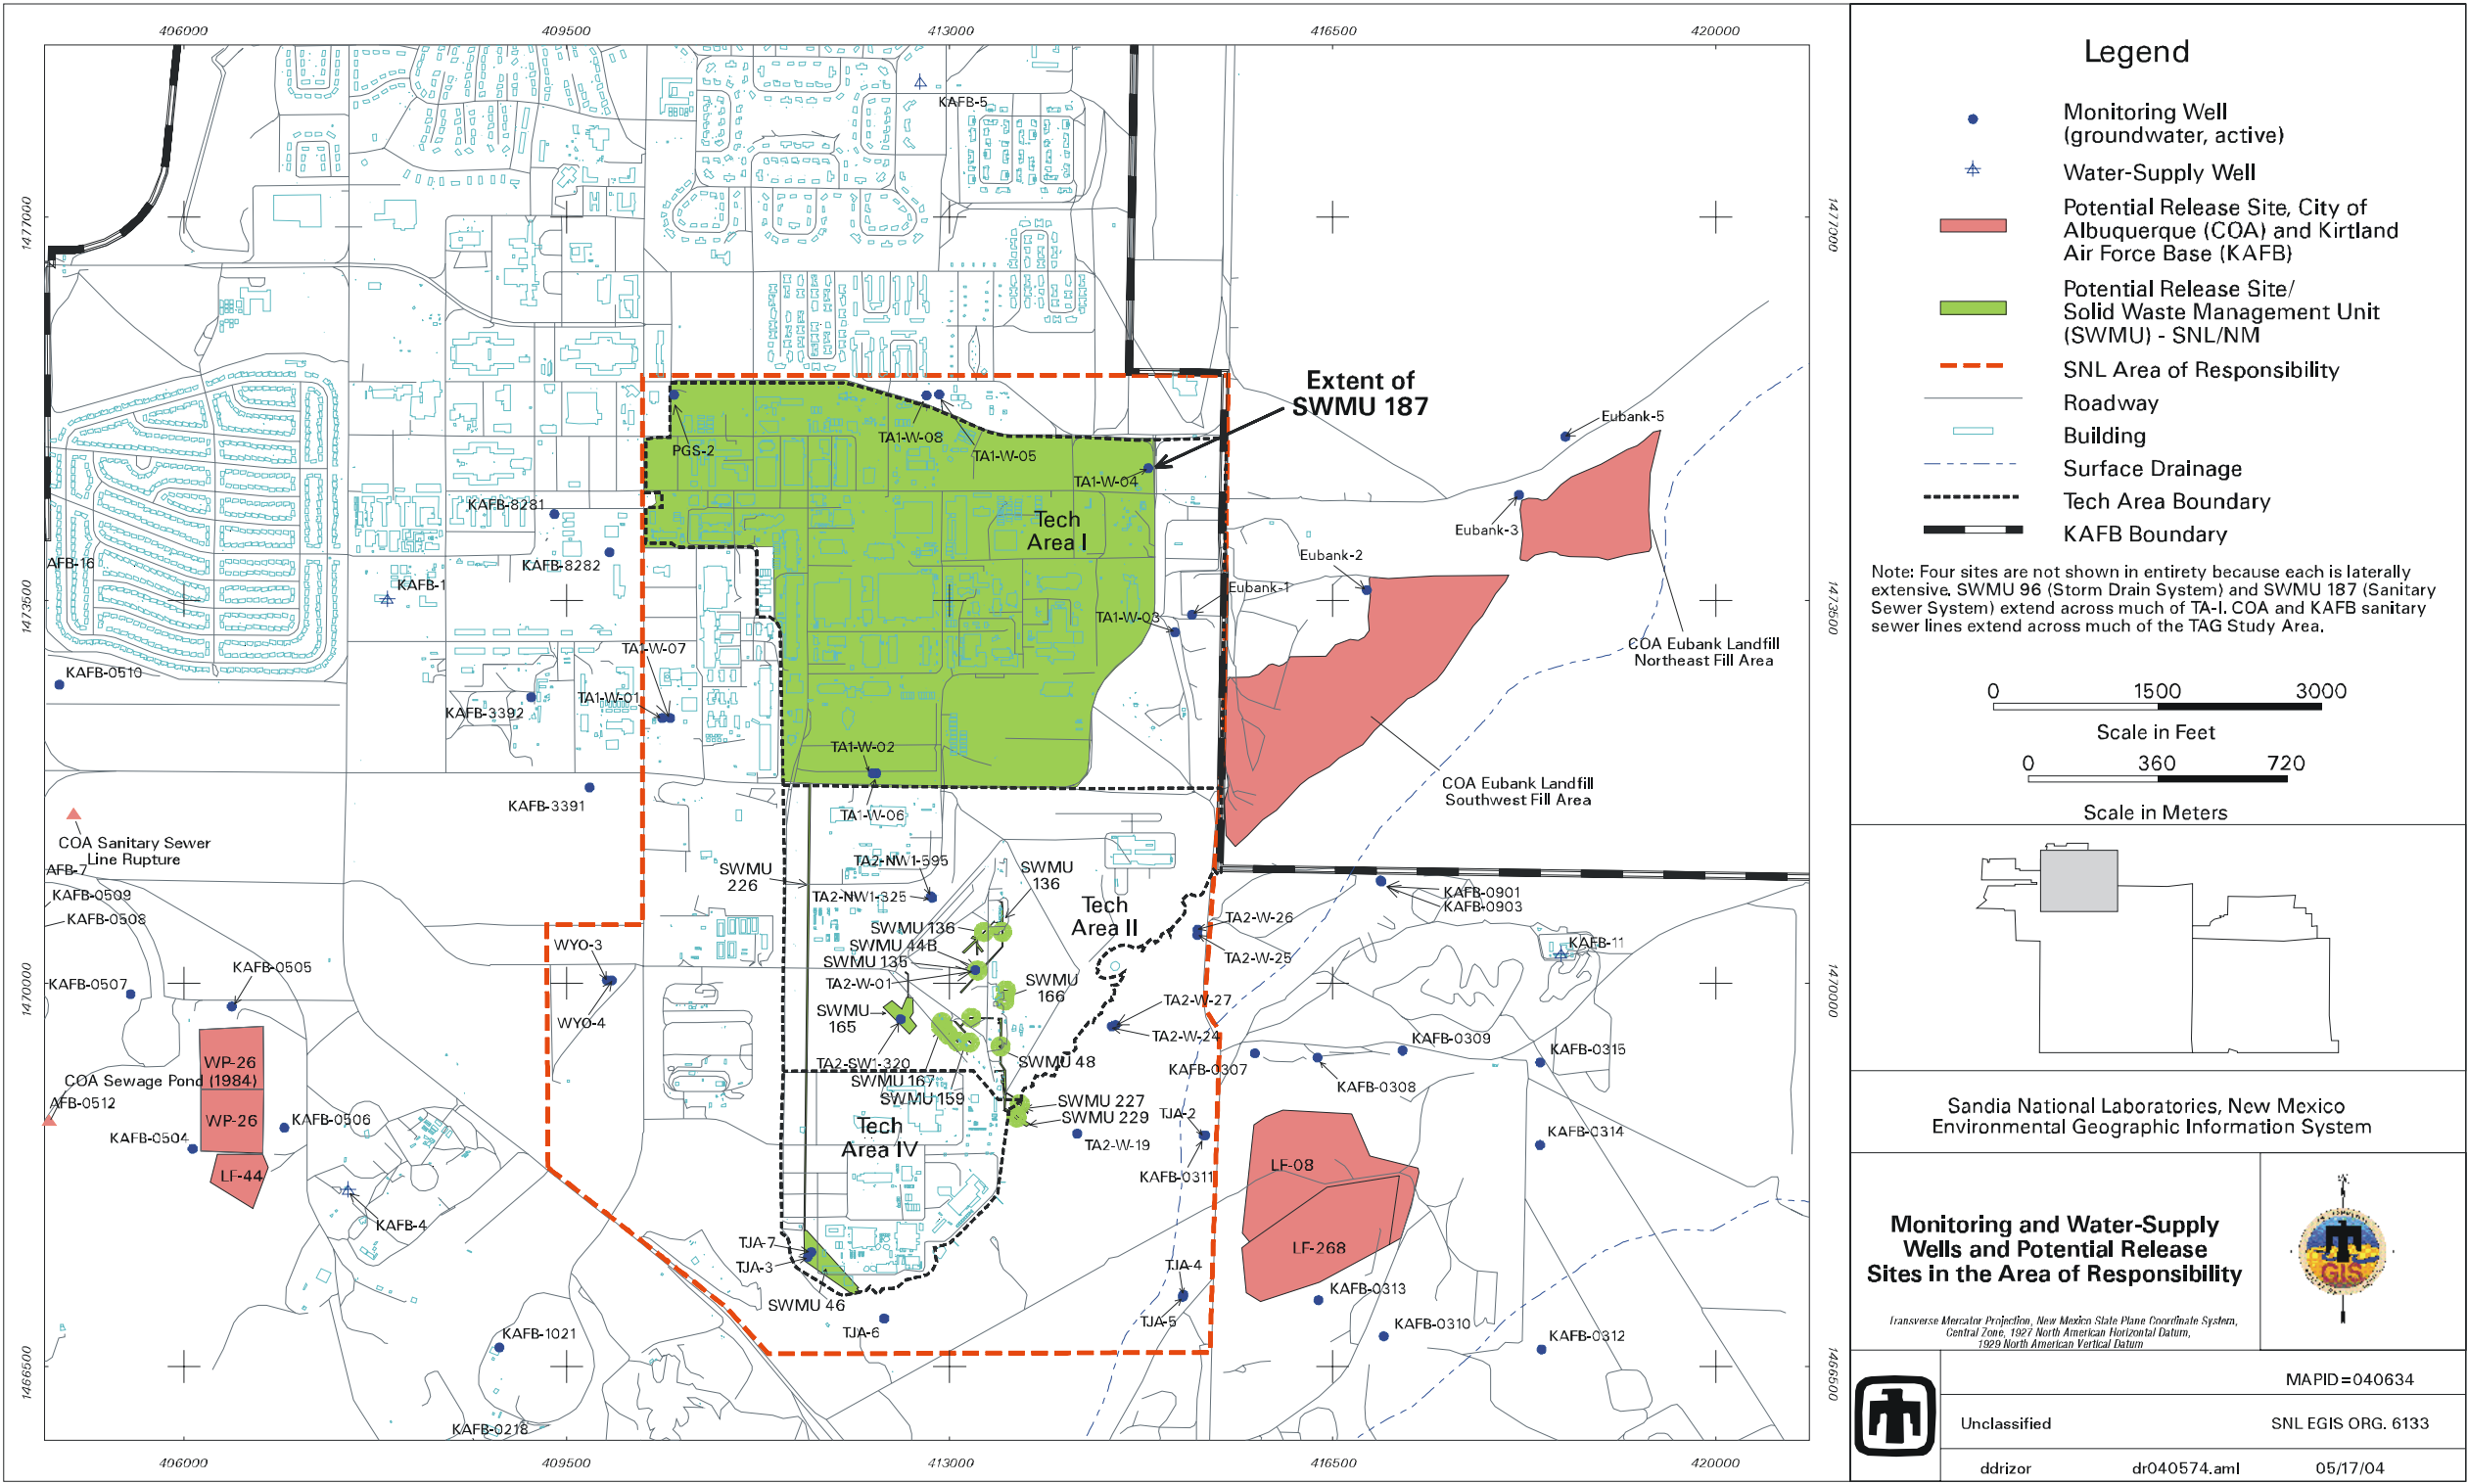 406000
409500
413000
416500
420000
1477000
1473500
1470000
1466500
1477000
1473500
1470000
1466500
406000
409500
413000
416500
420000
KAFB-5
Extent of
SWMU 187
Eubank-5
TA1-W-08
PGS-2
TA1-W-05
TA1-W-04
KAFB-8281
Tech
Area I
Eubank-3
Eubank-2
AFB-16
KAFB-8282
KAFB-1
Eubank-1
TA1-W-03
COA Eubank Landfill
Northeast Fill Area
TA1-W-07
KAFB-0510
TA1-W-01
KAFB-3392
TA1-W-02
COA Eubank Landfill
Southwest Fill Area
KAFB-3391
TA1-W-06
COA Sanitary Sewer
Line Rupture
AFB-7
KAFB-0509
KAFB-0508
SWMU
226
TA2-NW1-595
SWMU
136
TA2-NW1-325
KAFB-0901
KAFB-0903
Tech
Area II
TA2-W-26
SWMU 136
SWMU 44B
SWMU 135
TA2-W-25
WYO-3
KAFB-11
KAFB-0505
KAFB-0507
TA2-W-01
SWMU
166
TA2-W-27
SWMU
165
WYO-4
TA2-W-24
KAFB-0309
KAFB-0315
WP-26
TA2-SW1-320
SWMU 48
KAFB-0307
COA Sewage Pond (1984)
SWMU 167
KAFB-0308
SWMU 159
AFB-0512
SWMU 227
SWMU 229
TJA-2
WP-26
KAFB-0506
Tech
Area IV
KAFB-0504
TA2-W-19
KAFB-0314
LF-44
KAFB-0311
LF-08
KAFB-4
TJA-7
TJA-3
LF-268
TJA-4
SWMU 46
KAFB-0313
TJA-5
TJA-6
KAFB-1021
KAFB-0310
KAFB-0312
KAFB-0218
Legend
Monitoring Well
(groundwater, active)
Water-Supply Well
Potential Release Site, City of
Albuquerque (COA) and Kirtland
Air Force Base (KAFB)
Potential Release Site/
Solid Waste Management Unit
(SWMU) - SNL/NM
SNL Area of Responsibility
Roadway
Building
Surface Drainage
Tech Area Boundary
KAFB Boundary
Note: Four sites are not shown in entirety because each is laterally
extensive. SWMU 96 (Storm Drain System) and SWMU 187 (Sanitary
Sewer System) extend across much of TA-I. COA and KAFB sanitary
sewer lines extend across much of the TAG Study Area.
0 1500 3000
Scale in Feet
0 360 720
Scale in Meters
Sandia National Laboratories, New Mexico
Environmental Geographic Information System
Monitoring and Water-Supply
Wells and Potential Release
Sites in the Area of Responsibility
GIS
Transverse Mercator Projection, New Mexico State Plane Coordinate System,
Central Zone, 1927 North American Horizontal Datum,
1929 North American Vertical Datum
MAPID=040634
Unclassified
SNL EGIS ORG. 6133
ddrizor
dr040574.aml
05/17/04